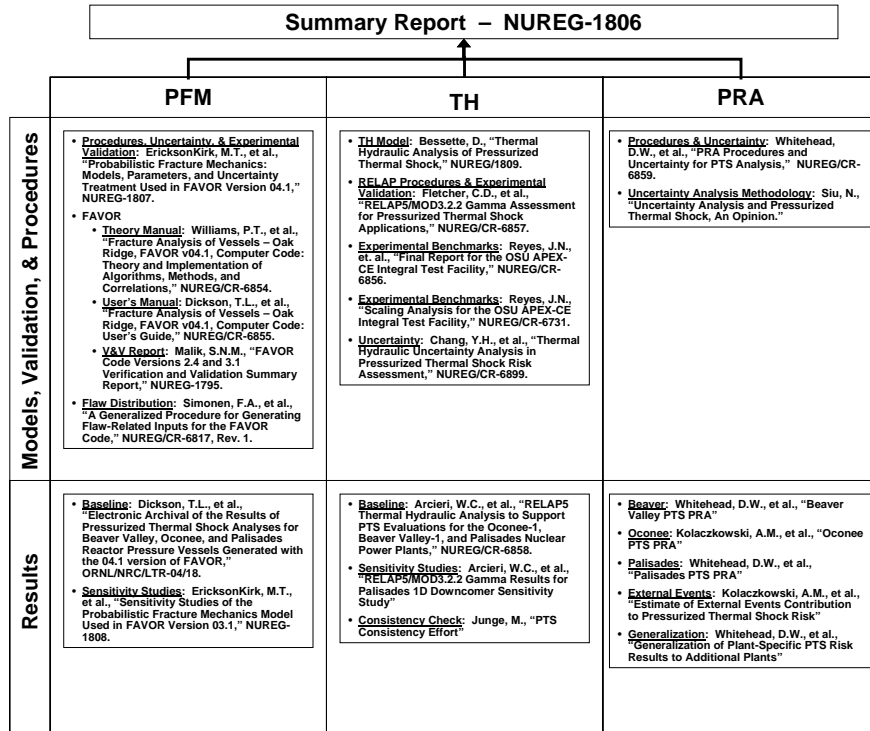 Summary Report – NUREG-1806
PFM
TH
PRA
Models, Validation, & Procedures
• Procedures, Uncertainty, & Experimental
Validation: EricksonKirk, M.T., et al.,
“Probabilistic Fracture Mechanics:
Models, Parameters, and Uncertainty
Treatment Used in FAVOR Version 04.1,”
NUREG-1807.
• FAVOR
• Theory Manual: Williams, P.T., et al.,
“Fracture Analysis of Vessels – Oak
Ridge, FAVOR v04.1, Computer Code:
Theory and Implementation of
Algorithms, Methods, and
Correlations,” NUREG/CR-6854.
• User’s Manual: Dickson, T.L., et al.,
“Fracture Analysis of Vessels – Oak
Ridge, FAVOR v04.1, Computer Code:
User’s Guide,” NUREG/CR-6855.
• V&V Report: Malik, S.N.M., “FAVOR
Code Versions 2.4 and 3.1
Verification and Validation Summary
Report,” NUREG-1795.
• Flaw Distribution: Simonen, F.A., et al.,
“A Generalized Procedure for Generating
Flaw-Related Inputs for the FAVOR
Code,” NUREG/CR-6817, Rev. 1.
• TH Model: Bessette, D., “Thermal
Hydraulic Analysis of Pressurized
Thermal Shock,” NUREG/1809.
• RELAP Procedures & Experimental
Validation: Fletcher, C.D., et al.,
“RELAP5/MOD3.2.2 Gamma Assessment
for Pressurized Thermal Shock
Applications,” NUREG/CR-6857.
• Experimental Benchmarks: Reyes, J.N.,
et. al., “Final Report for the OSU APEX-
CE Integral Test Facility,” NUREG/CR-
6856.
• Experimental Benchmarks: Reyes, J.N.,
“Scaling Analysis for the OSU APEX-CE
Integral Test Facility,” NUREG/CR-6731.
• Uncertainty: Chang, Y.H., et al., “Thermal
Hydraulic Uncertainty Analysis in
Pressurized Thermal Shock Risk
Assessment,” NUREG/CR-6899.
• Procedures & Uncertainty: Whitehead,
D.W., et al., “PRA Procedures and
Uncertainty for PTS Analysis,” NUREG/CR-
6859.
• Uncertainty Analysis Methodology: Siu, N.,
“Uncertainty Analysis and Pressurized
Thermal Shock, An Opinion.”
Results
• Baseline: Dickson, T.L., et al.,
“Electronic Archival of the Results of
Pressurized Thermal Shock Analyses for
Beaver Valley, Oconee, and Palisades
Reactor Pressure Vessels Generated with
the 04.1 version of FAVOR,”
ORNL/NRC/LTR-04/18.
• Sensitivity Studies: EricksonKirk, M.T.,
et al., “Sensitivity Studies of the
Probabilistic Fracture Mechanics Model
Used in FAVOR Version 03.1,” NUREG-
1808.
• Baseline: Arcieri, W.C., et al., “RELAP5
Thermal Hydraulic Analysis to Support
PTS Evaluations for the Oconee-1,
Beaver Valley-1, and Palisades Nuclear
Power Plants,” NUREG/CR-6858.
• Sensitivity Studies: Arcieri, W.C., et al.,
“RELAP5/MOD3.2.2 Gamma Results for
Palisades 1D Downcomer Sensitivity
Study”
• Consistency Check: Junge, M., “PTS
Consistency Effort”
• Beaver: Whitehead, D.W., et al., “Beaver
Valley PTS PRA”
• Oconee: Kolaczkowski, A.M., et al., “Oconee
PTS PRA”
• Palisades: Whitehead, D.W., et al.,
“Palisades PTS PRA”
• External Events: Kolaczkowski, A.M., et al.,
“Estimate of External Events Contribution
to Pressurized Thermal Shock Risk”
• Generalization: Whitehead, D.W., et al.,
“Generalization of Plant-Specific PTS Risk
Results to Additional Plants”